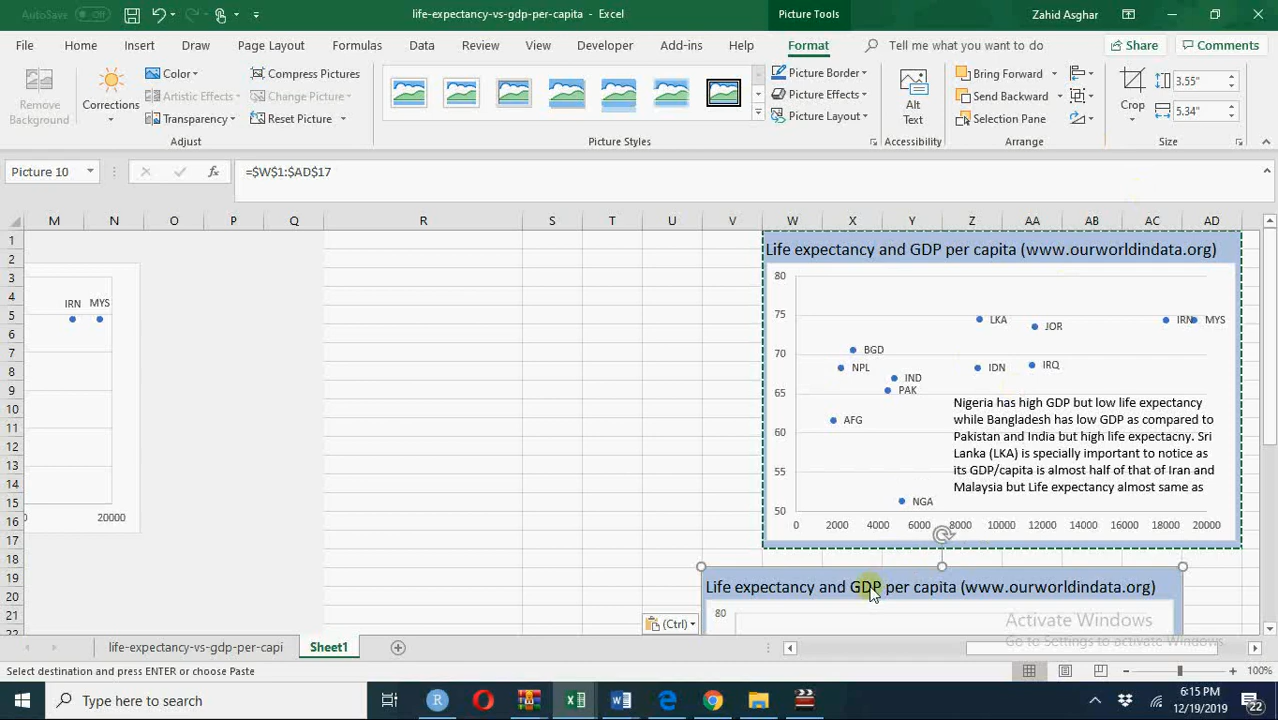 AutoSave Off life-expectancy-vs-gdp-per-capita - Excel Picture Tools Zahid Asghar
File Home Insert Draw Page Layout Formulas Data Review View Developer Add-ins Help Format Tell me what you want to do Share Comments
Remove Background
Corrections
Color
Artistic Effects
Transparency
Compress Pictures
Change Picture
Reset Picture
Adjust
Picture Styles
Picture Border
Picture Effects
Picture Layout
Alt Text
Accessibility
Bring Forward
Send Backward
Selection Pane
Arrange
Crop
3.55"
5.34"
Size
Picture 10 fx =$W$1:$AD$17
M N O P Q R S T U V W X Y Z AA AB AC AD
1
2
3
4
5
6
7
8
9
10
11
12
13
14
15
16
17
18
19
20
21
22
IRN MYS
0 20000
Life expectancy and GDP per capita (www.ourworldindata.org)
80
75
70
65
60
55
50
LKA
JOR
IRN
MYS
BGD
NPL
IND
PAK
IDN
IRQ
AFG
NGA
Nigeria has high GDP but low life expectancy
while Bangladesh has low GDP as compared to
Pakistan and India but high life expectacny. Sri
Lanka (LKA) is specially important to notice as
its GDP/capita is almost half of that of Iran and
Malaysia but Life expectancy almost same as
0 2000 4000 6000 8000 10000 12000 14000 16000 18000 20000
Life expectancy and GDP per capita (www.ourworldindata.org)
80
(Ctrl)
Activate Windows
Go to Settings to activate Windows.
life-expectancy-vs-gdp-per-capi Sheet1
Select destination and press ENTER or choose Paste
100%
Type here to search
R
W
6:15 PM
12/19/2019
22